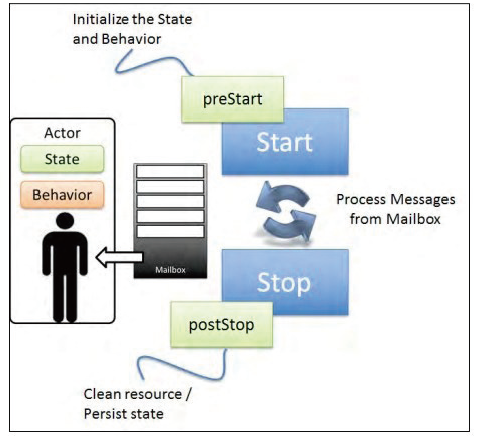 Initialize the State
and Behavior
preStart
Start
Actor
State
Behavior
Process Messages
from Mailbox
Mailbox
Stop
postStop
Clean resource /
Persist state